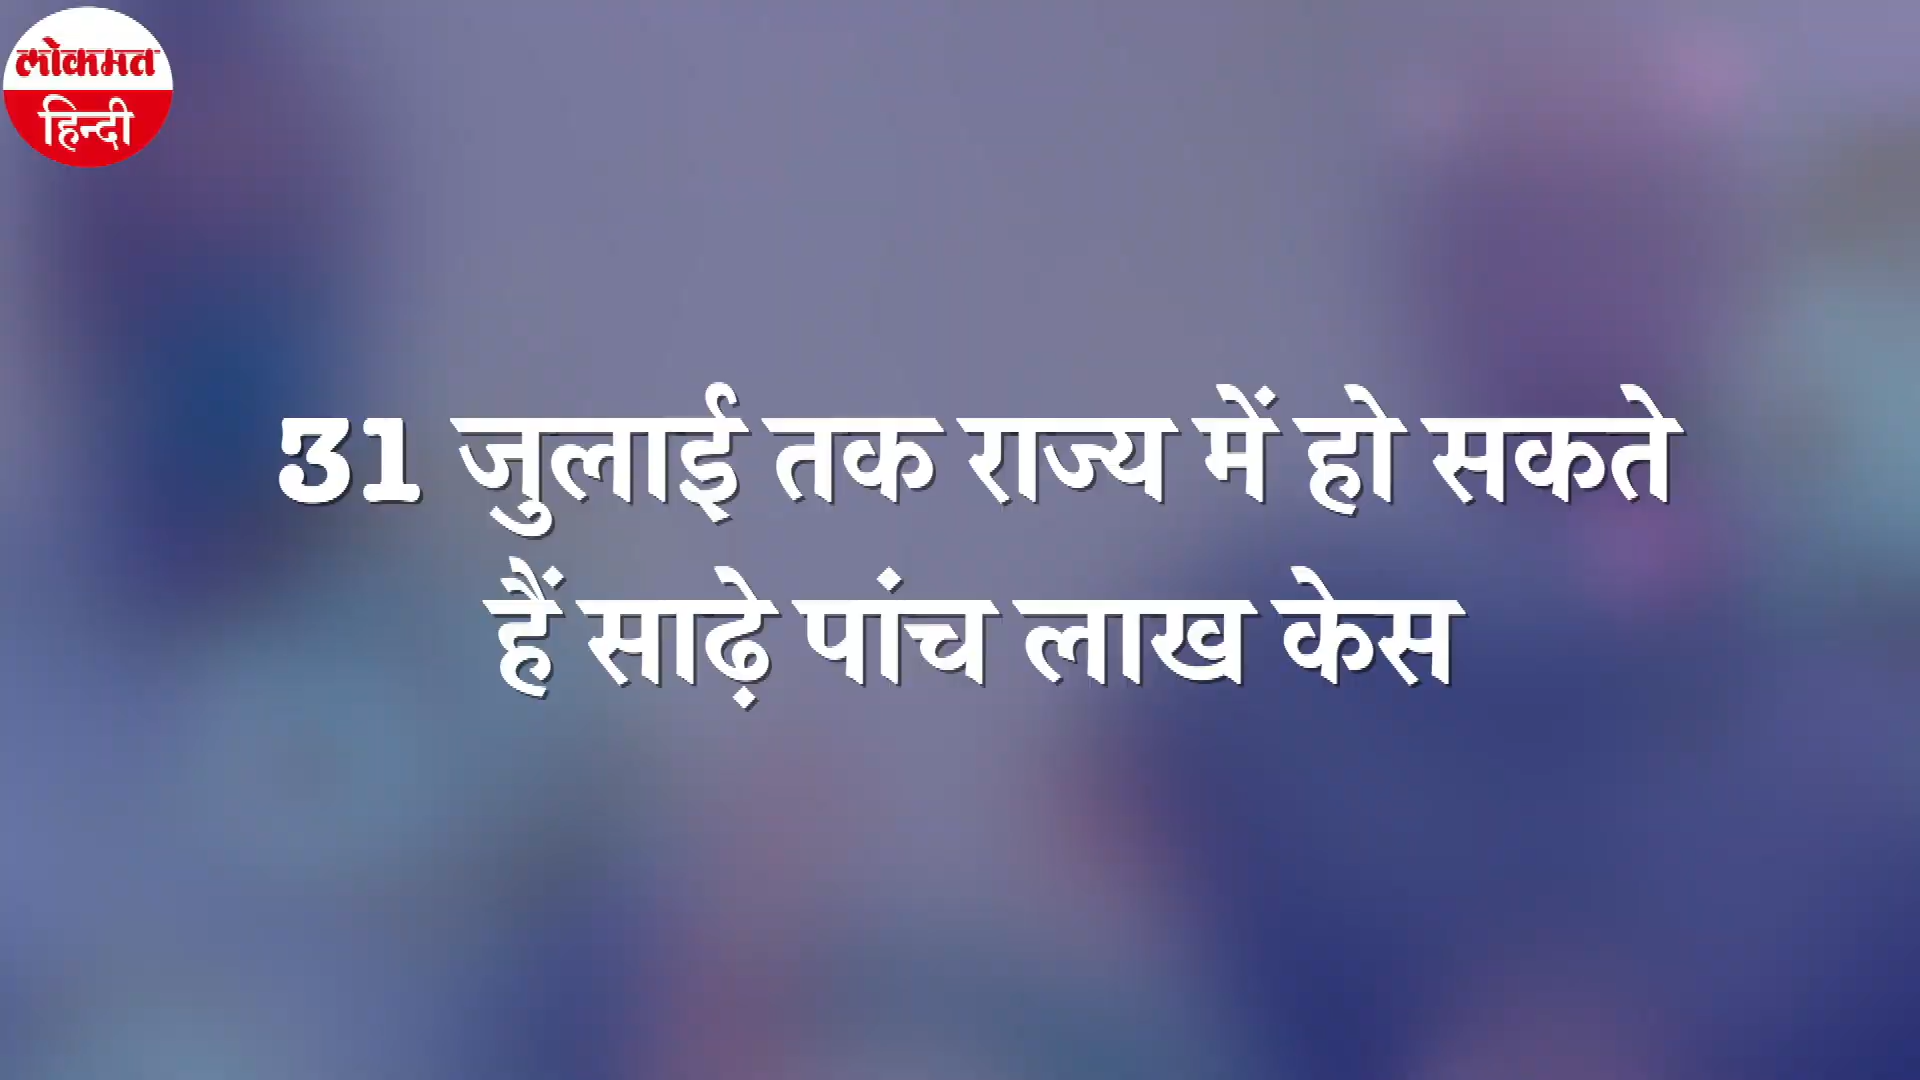 लोकमत
हिन्दी
31 जुलाई तक राज्य में हो सकते
हैं साढ़े पांच लाख केस